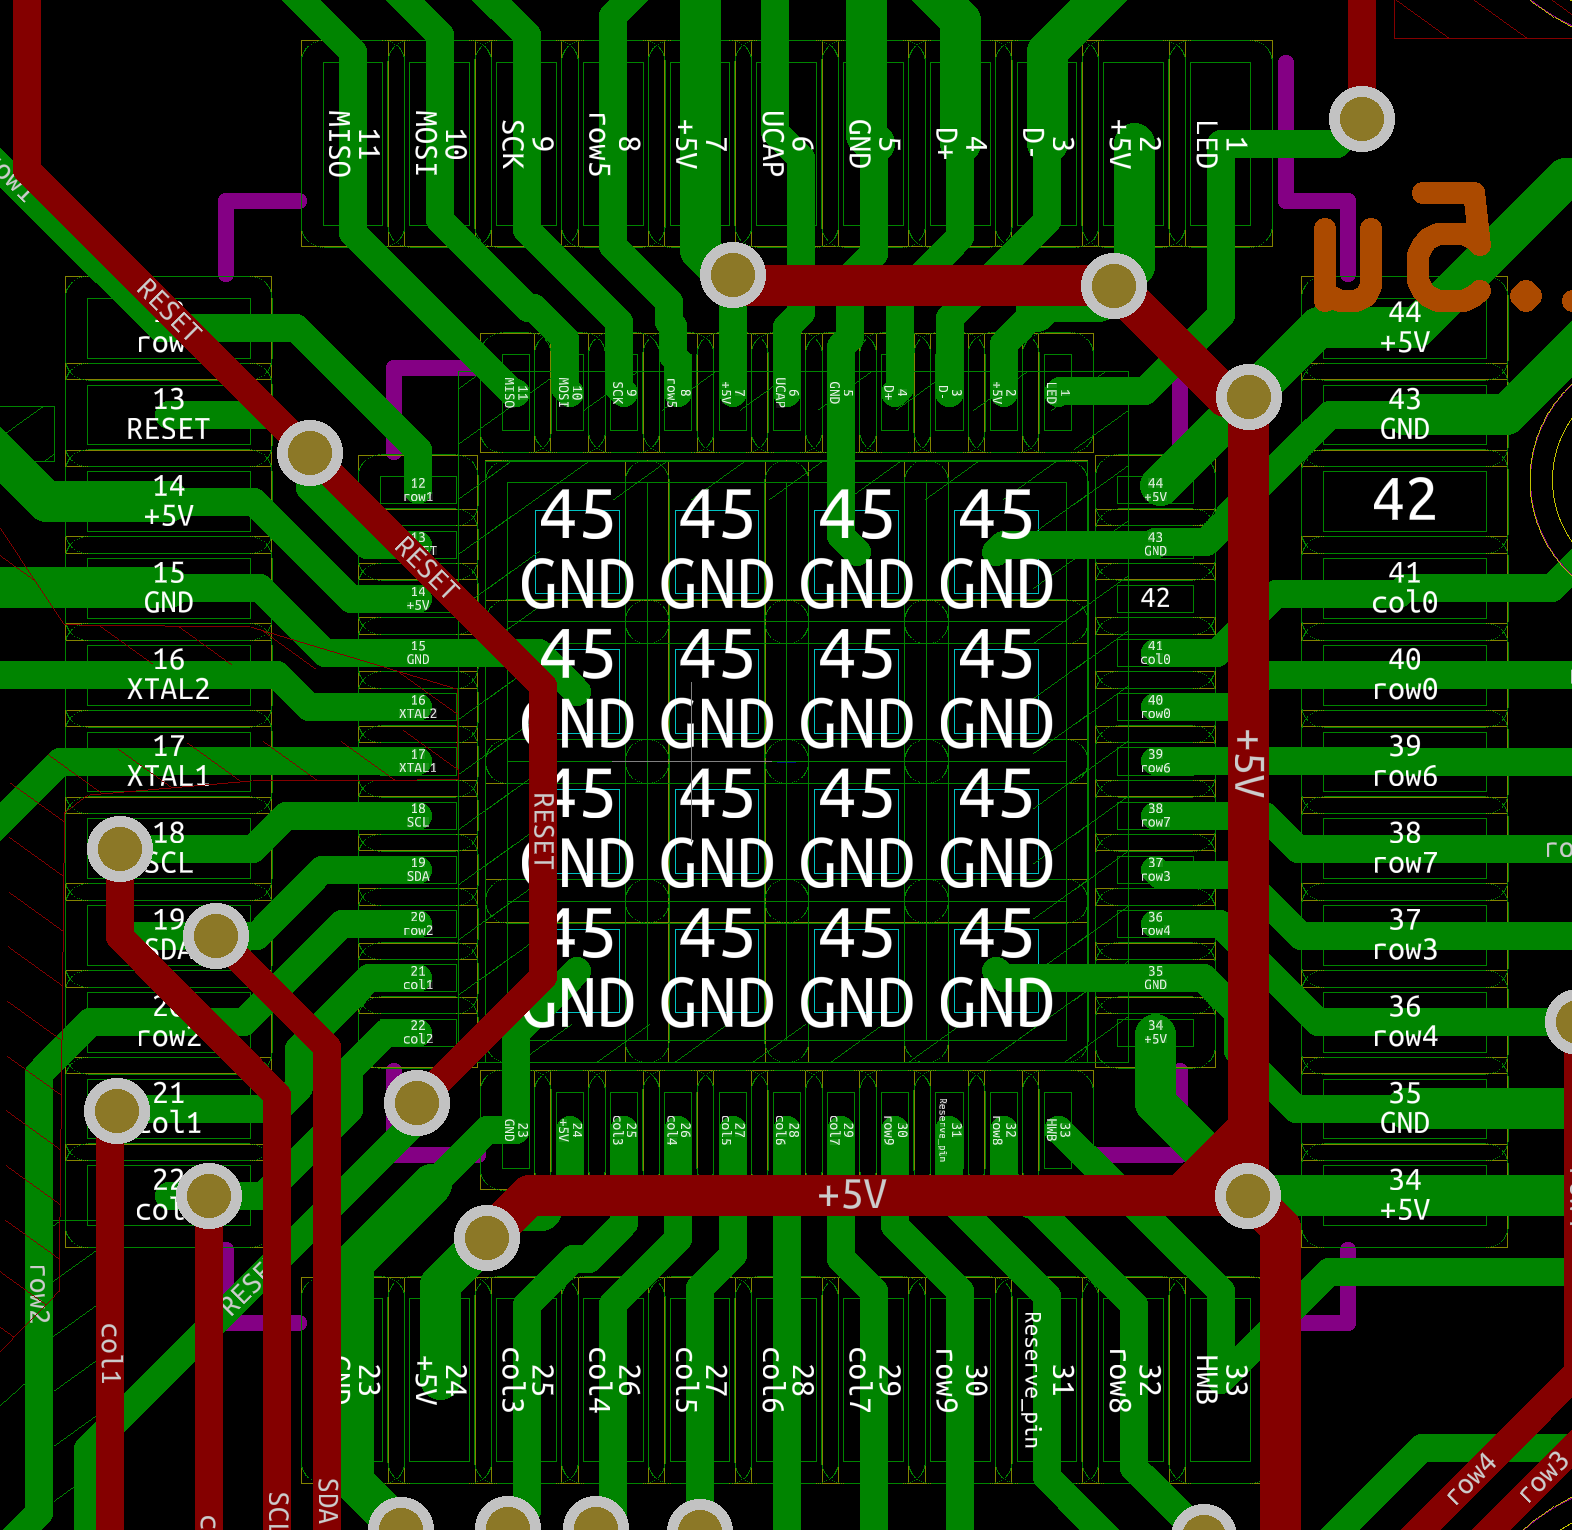 11
MISO
10
MOSI
9
SCK
8
row5
7
+5V
6
UCAP
5
GND
4
D+
3
D-
2
+5V
1
LED
row1
RESET
row
13
RESET
14
+5V
15
GND
16
XTAL2
17
XTAL1
18
SCL
19
SDA
row2
21
col1
22
col
11
MISO
10
MOSI
9
SCK
8
row5
7
+5V
6
UCAP
5
GND
4
D+
3
D-
2
+5V
1
LED
12
row1
13
RESET
14
+5V
15
GND
16
XTAL2
17
XTAL1
18
SCL
19
SDA
20
row2
21
col1
22
col2
45 45 45 45
GND GND GND GND
45 45 45 45
GND GND GND GND
45 45 45 45
GND GND GND GND
45 45 45 45
GND GND GND GND
RESET
44
+5V
43
GND
42
41
col0
40
row0
39
row6
38
row7
37
row3
36
row4
35
GND
34
+5V
+5V
44
+5V
43
GND
42
41
col0
40
row0
39
row6
38
row7
ro
37
row3
36
row4
35
GND
34
+5V
23
GND
24
+5V
25
col3
26
col4
27
col5
28
col6
29
col7
30
row9
31
Reserve_pin
32
row8
33
HWB
+5V
row2
col1
RESE
c
SCL
SDA
23
GND
24
+5V
25
col3
26
col4
27
col5
28
col6
29
col7
30
row9
31
Reserve_pin
32
row8
33
HWB
row4
row3